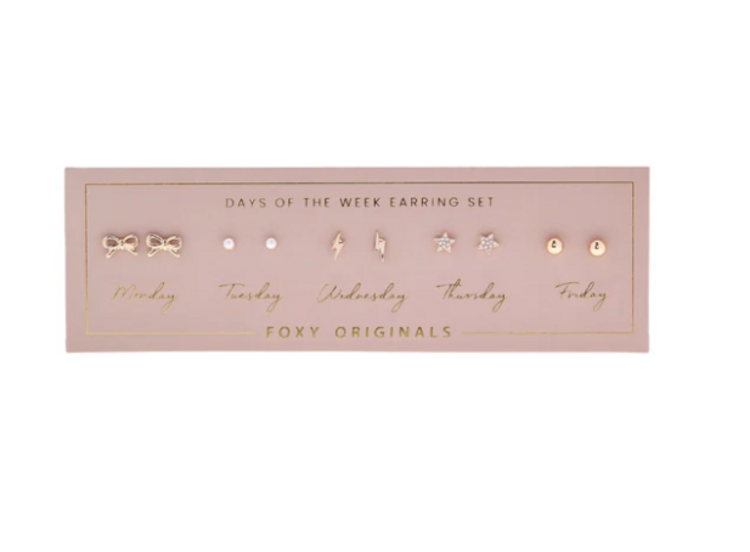 DAYS OF THE WEEK EARRING SET
Monday Tuesday Wednesday Thursday Friday
FOXY ORIGINALS